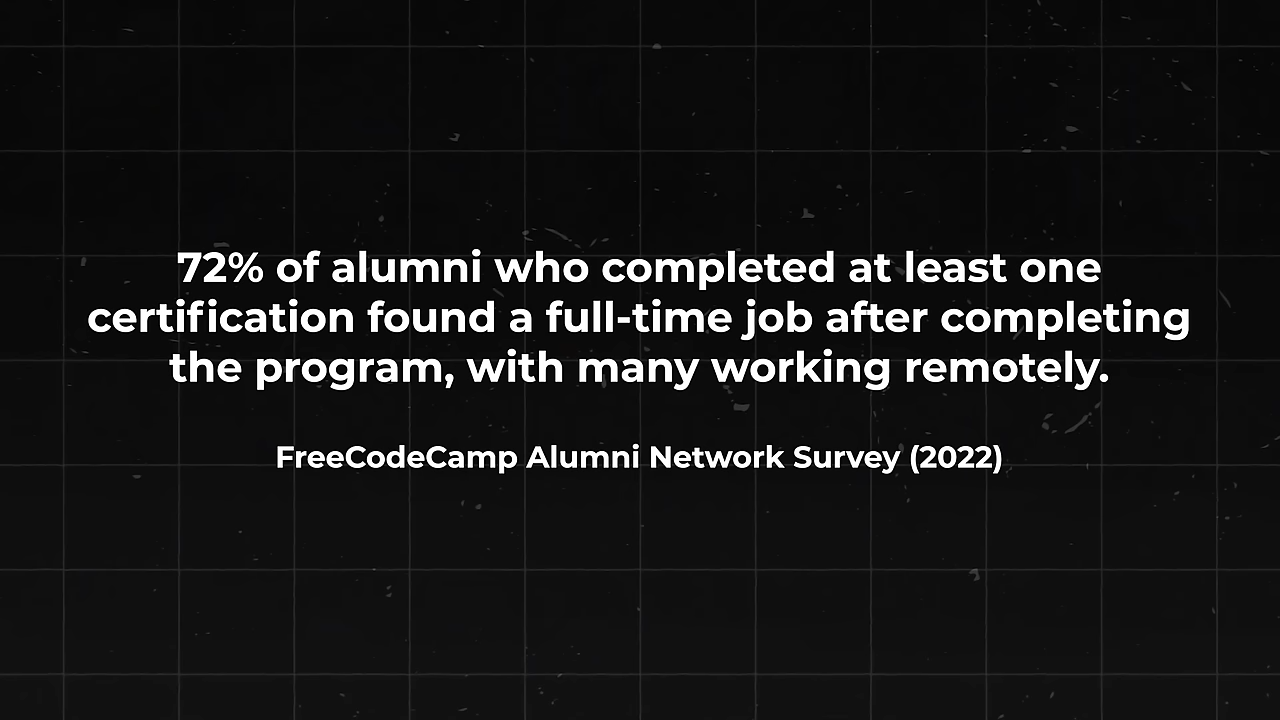 72% of alumni who completed at least one
certification found a full-time job after completing
the program, with many working remotely.
FreeCodeCamp Alumni Network Survey (2022)